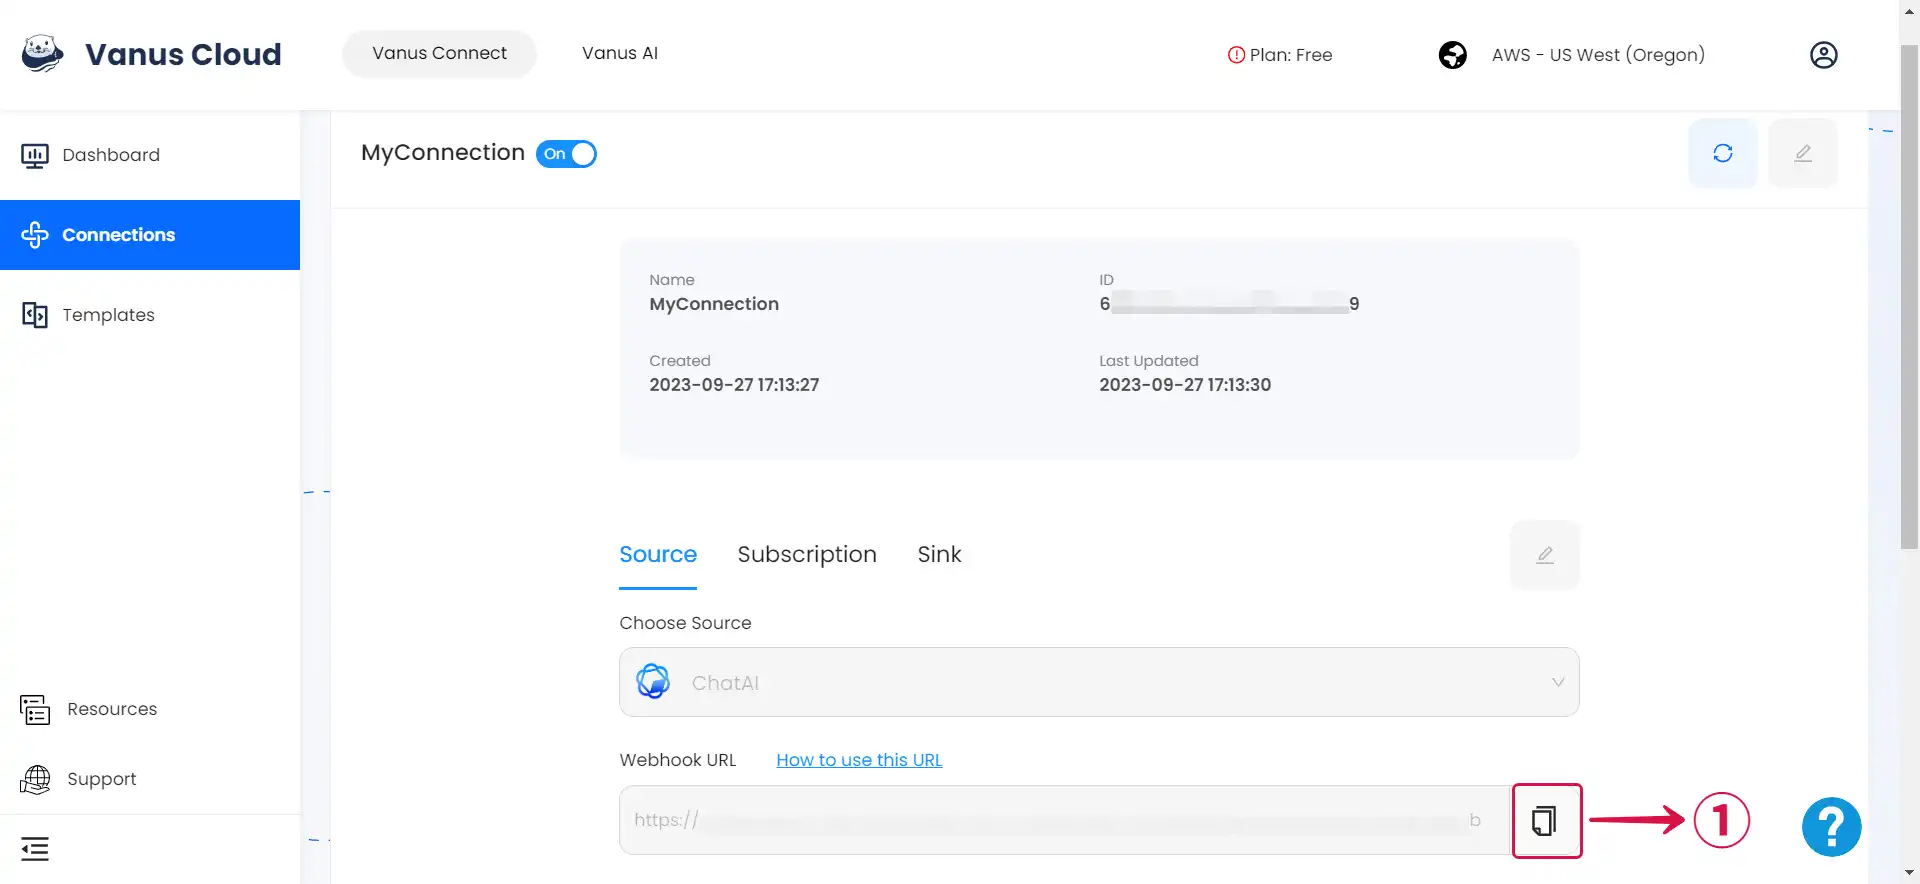 Vanus Cloud
Vanus Connect
Vanus AI
Plan: Free
AWS - US West (Oregon)
Dashboard
Connections
Templates
Resources
Support
MyConnection On
Name
MyConnection
ID
6 9
Created
2023-09-27 17:13:27
Last Updated
2023-09-27 17:13:30
Source Subscription Sink
Choose Source
ChatAI
Webhook URL How to use this URL
https:// b
1
?